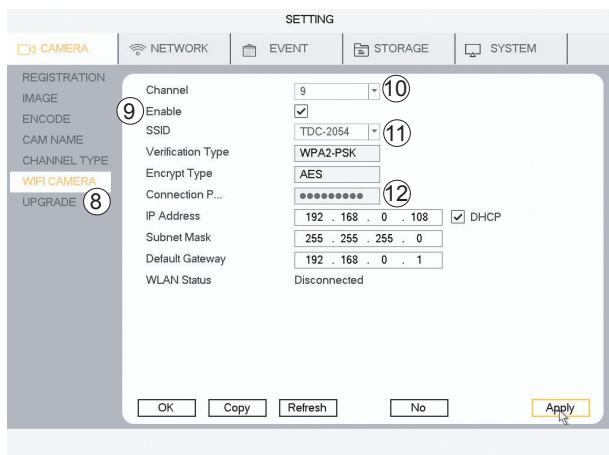 SETTING
CAMERA NETWORK EVENT STORAGE SYSTEM
REGISTRATION
IMAGE
ENCODE
CAM NAME
CHANNEL TYPE
WIFI CAMERA
UPGRADE 8
Channel 9 10
9 Enable
SSID TDC-2054 11
Verification Type WPA2-PSK
Encrypt Type AES
Connection P... ●●●●●●●●● 12
IP Address 192 . 168 . 0 . 108 DHCP
Subnet Mask 255 . 255 . 255 . 0
Default Gateway 192 . 168 . 0 . 1
WLAN Status Disconnected
OK Copy Refresh No Apply